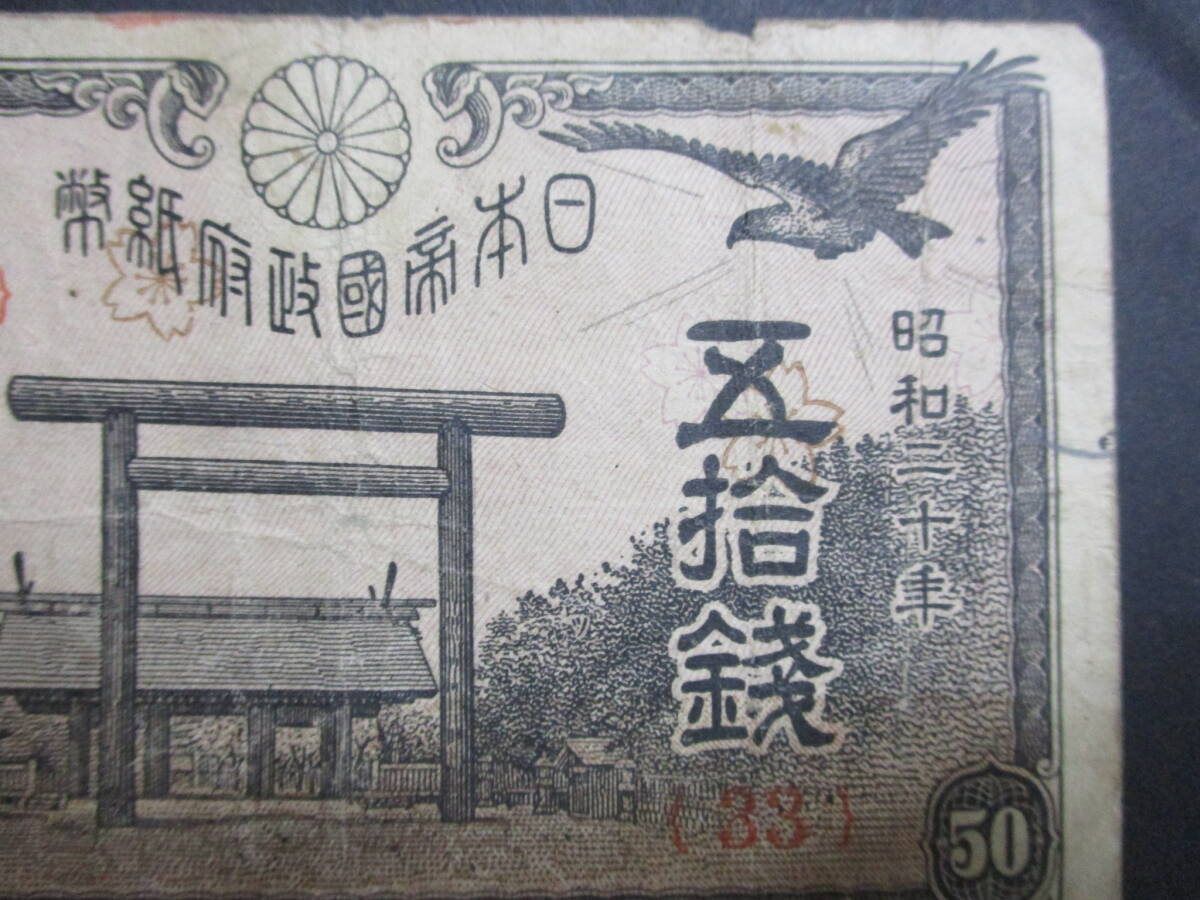 日本帝國政府紙幣
昭和二十年
五拾錢
{33}
50